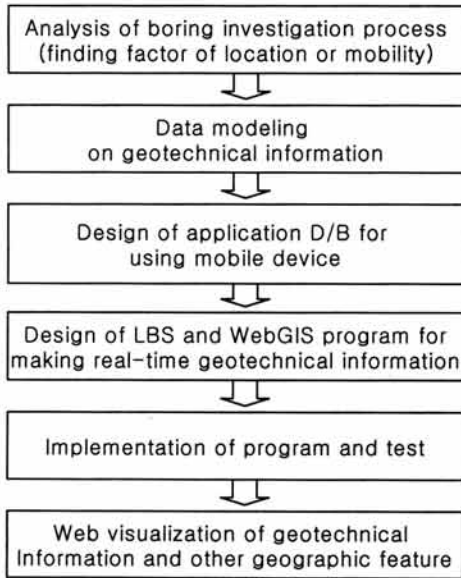 Analysis of boring investigation process
(finding factor of location or mobility)
Data modeling
on geotechnical information
Design of application D/B for
using mobile device
Design of LBS and WebGIS program for
making real-time geotechnical information
Implementation of program and test
Web visualization of geotechnical
Information and other geographic feature